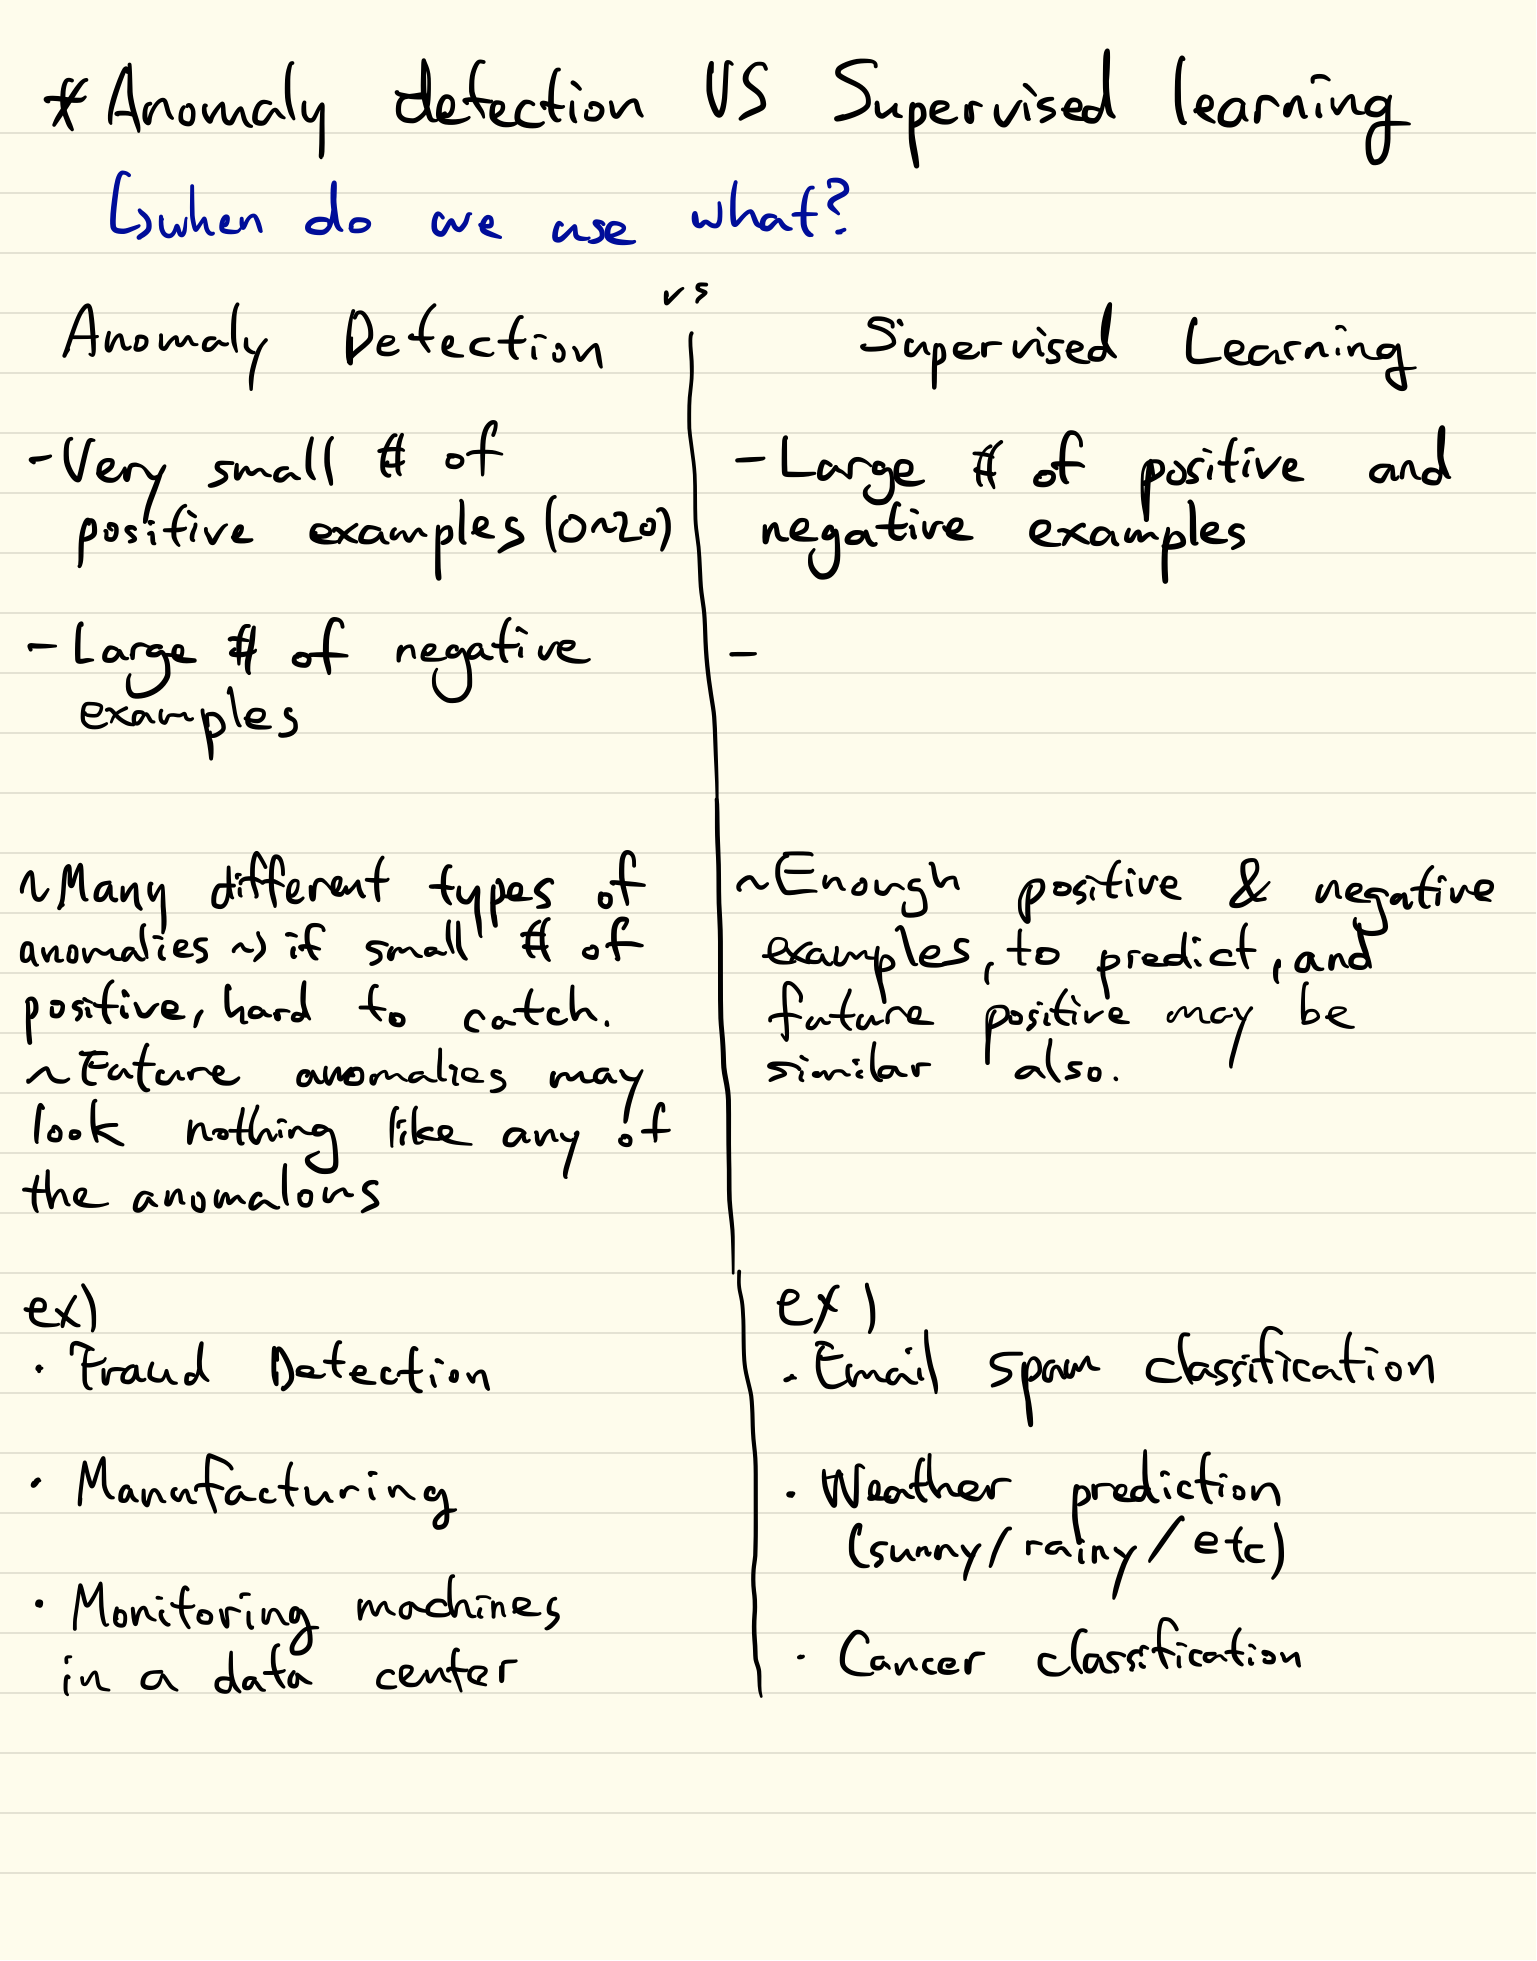 * Anomaly detection VS Supervised learning
↳ when do we use what?
vs
Anomaly Detection
- Very small # of
positive examples (0~20)
- Large # of negative
examples
~ Many different types of
anomalies ~> if small # of
positive, hard to catch.
~ Future anomalies may
look nothing like any of
the anomalous
ex)
· Fraud Detection
· Manufacturing
· Monitoring machines
in a data center
Supervised Learning
- Large # of positive and
negative examples
-
~ Enough positive & negative
examples, to predict, and
future positive may be
similar also.
ex)
· Email spam classification
· Weather prediction
(sunny/rainy/etc)
· Cancer classification